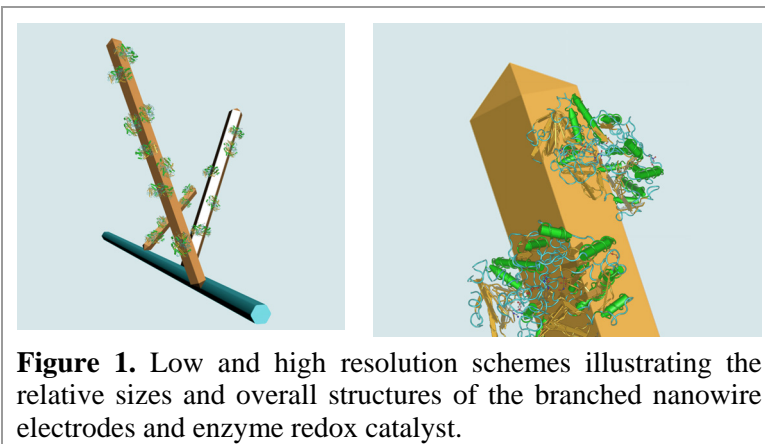 Figure 1. Low and high resolution schemes illustrating the
relative sizes and overall structures of the branched nanowire
electrodes and enzyme redox catalyst.